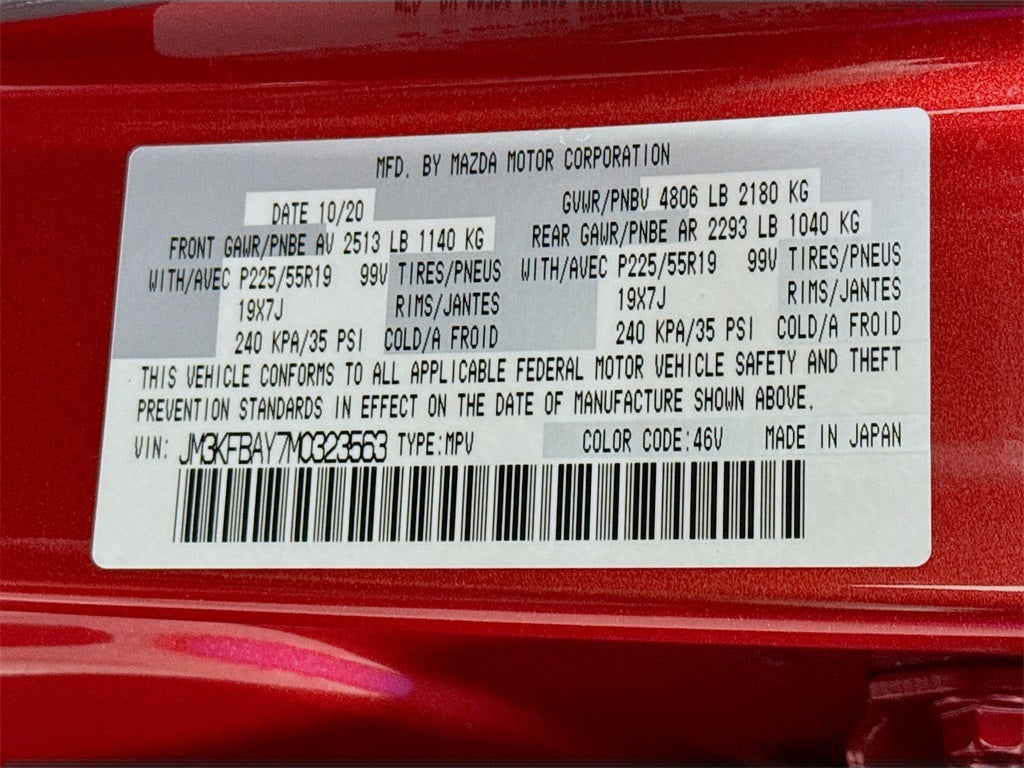 MFD. BY MAZDA MOTOR CORPORATION
DATE 10/20 GVWR/PNBV 4806 LB 2180 KG
FRONT GAWR/PNBE AV 2513 LB 1140 KG REAR GAWR/PNBE AR 2293 LB 1040 KG
WITH/AVEC P225/55R19 99V TIRES/PNEUS WITH/AVEC P225/55R19 99V TIRES/PNEUS
19X7J RIMS/JANTES 19X7J RIMS/JANTES
240 KPA/35 PSI COLD/A FROID 240 KPA/35 PSI COLD/A FROID
THIS VEHICLE CONFORMS TO ALL APPLICABLE FEDERAL MOTOR VEHICLE SAFETY AND THEFT
PREVENTION STANDARDS IN EFFECT ON THE DATE OF MANUFACTURE SHOWN ABOVE.
VIN: JM3KFBAY7M0323563 TYPE:MPV COLOR CODE:46V MADE IN JAPAN